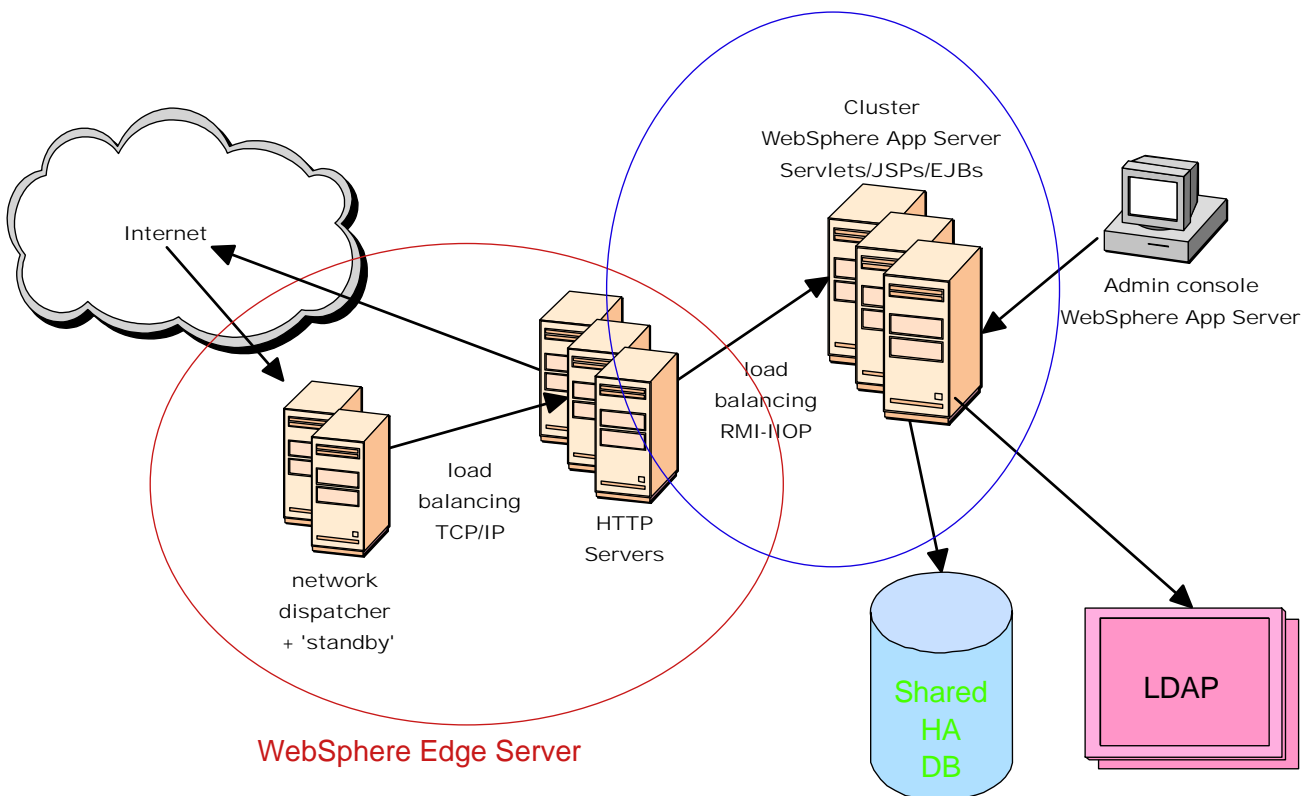 Cluster
WebSphere App Server
Servlets/JSPs/EJBs
Internet
Admin console
WebSphere App Server
load
balancing
RMI-IIOP
load
balancing
TCP/IP
HTTP
Servers
network
dispatcher
+ 'standby'
WebSphere Edge Server
Shared
HA
DB
LDAP